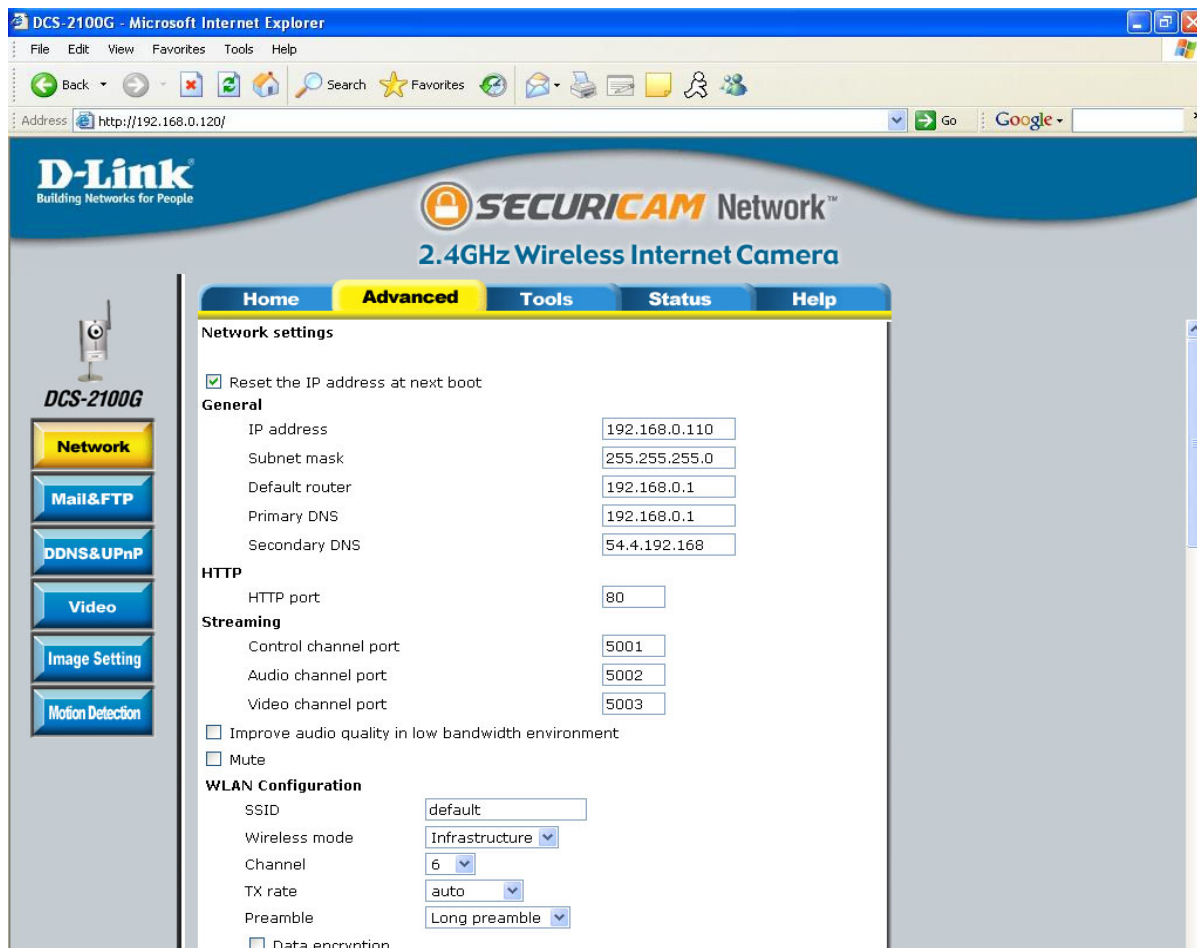 DCS-2100G - Microsoft Internet Explorer
File Edit View Favorites Tools Help
Back Search Favorites
Address http://192.168.0.120/ Go Google
D-Link®
Building Networks for People
SECURICAM Network™
2.4GHz Wireless Internet Camera
Home Advanced Tools Status Help
DCS-2100G
Network
Mail&FTP
DDNS&UPnP
Video
Image Setting
Motion Detection
Network settings
Reset the IP address at next boot
General
IP address 192.168.0.110
Subnet mask 255.255.255.0
Default router 192.168.0.1
Primary DNS 192.168.0.1
Secondary DNS 54.4.192.168
HTTP
HTTP port 80
Streaming
Control channel port 5001
Audio channel port 5002
Video channel port 5003
Improve audio quality in low bandwidth environment
Mute
WLAN Configuration
SSID default
Wireless mode Infrastructure
Channel 6
TX rate auto
Preamble Long preamble
Data encryption